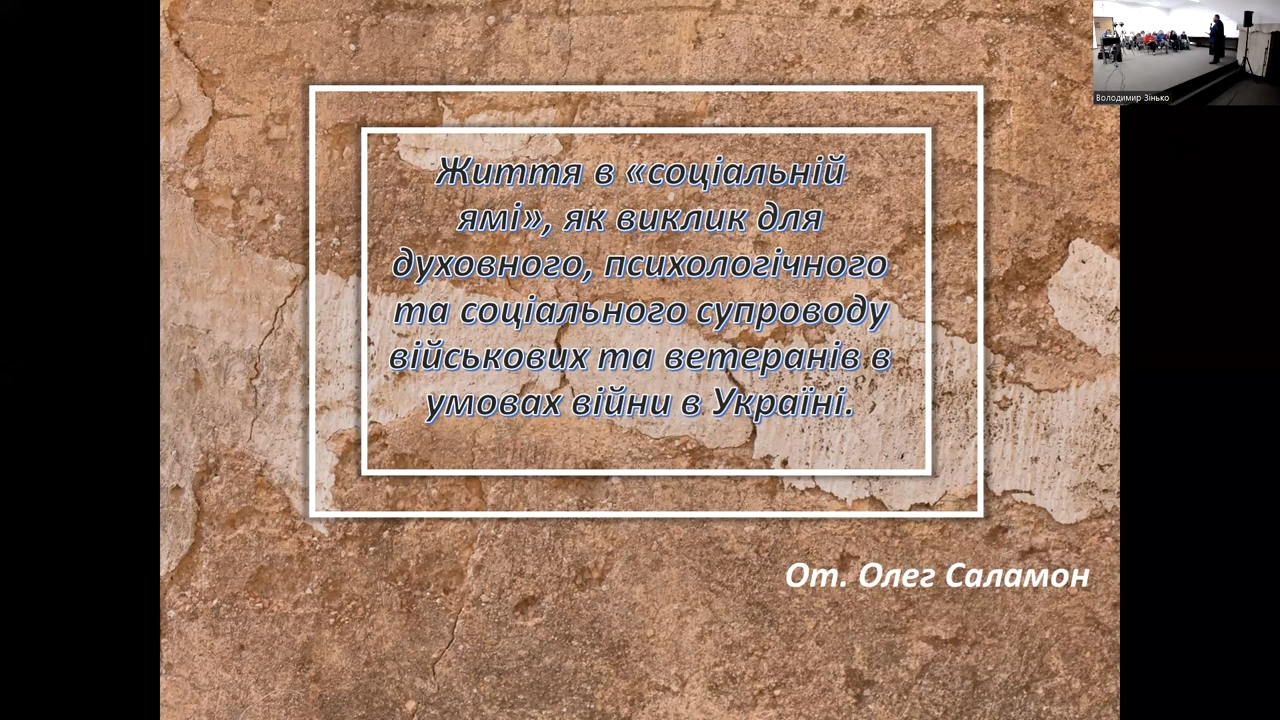 Володимир Зінько
Життя в «соціальній
ямі», як виклик для
духовного, психологічного
та соціального супроводу
військових та ветеранів в
умовах війни в Україні.
От. Олег Саламон